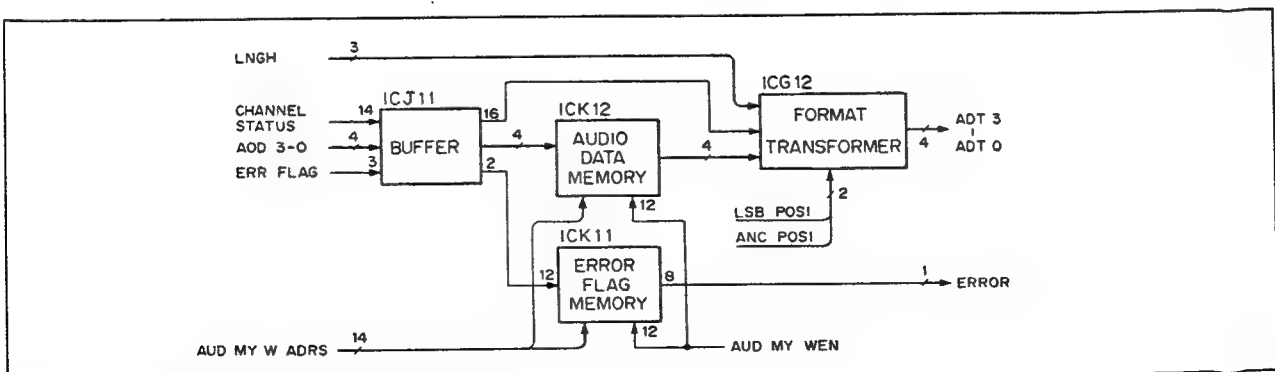 LNGH
3
CHANNEL
STATUS
14
AOD 3-0
4
ERR FLAG
3
ICJ11
BUFFER
16
4
2
ICK12
AUDIO
DATA
MEMORY
4
12
ICG12
FORMAT
TRANSFORMER
4
ADT 3
ADT 0
2
LSB POSI
ANC POSI
ICK11
12
ERROR
FLAG
MEMORY
8
1
ERROR
12
AUD MY W ADRS
14
AUD MY WEN